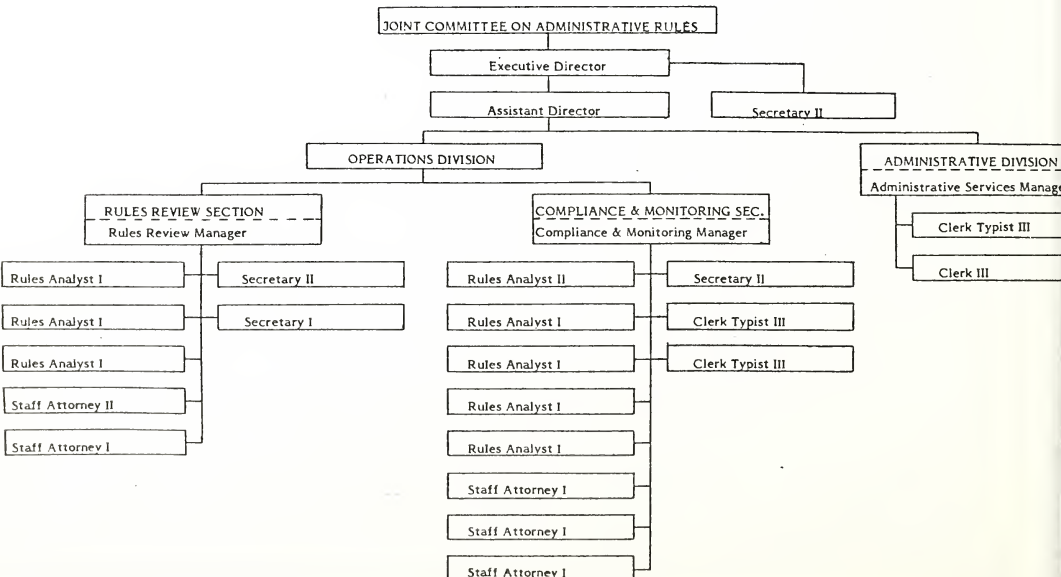 JOINT COMMITTEE ON ADMINISTRATIVE RULES
Executive Director
Assistant Director
Secretary II
OPERATIONS DIVISION
ADMINISTRATIVE DIVISION
Administrative Services Manage
Clerk Typist III
Clerk III
RULES REVIEW SECTION
Rules Review Manager
Rules Analyst I
Secretary II
Rules Analyst I
Secretary I
Rules Analyst I
Staff Attorney II
Staff Attorney I
COMPLIANCE & MONITORING SEC.
Compliance & Monitoring Manager
Rules Analyst II
Secretary II
Rules Analyst I
Clerk Typist III
Rules Analyst I
Clerk Typist III
Rules Analyst I
Rules Analyst I
Staff Attorney I
Staff Attorney I
Staff Attorney I